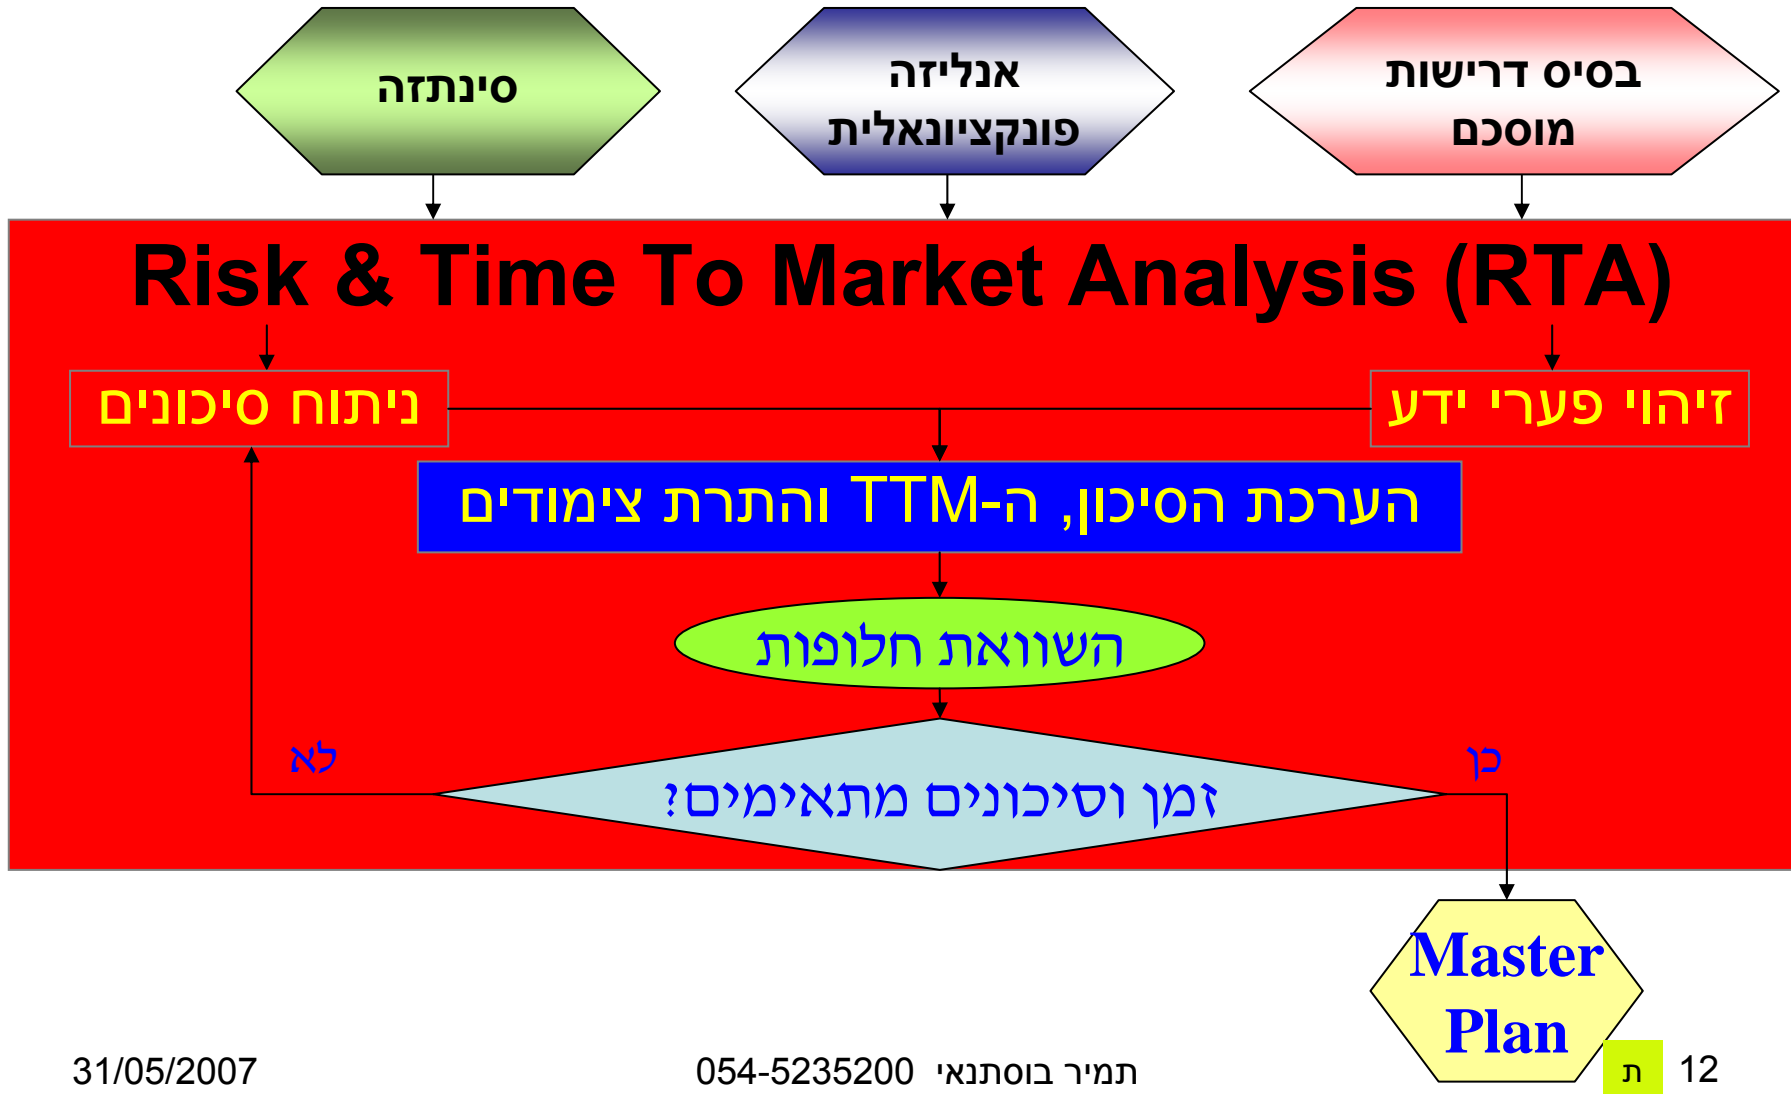 בסיס דרישות
מוסכם
אנליזה
פונקציונאלית
סינתזה
Risk & Time To Market Analysis (RTA)
זיהוי פערי ידע
ניתוח סיכונים
הערכת הסיכון, ה-TTM והתרת צימודים
השוואת חלופות
כן
לא
זמן וסיכונים מתאימים?
Master
Plan
12
ת
תמיר בוסתנאי 054-5235200
31/05/2007